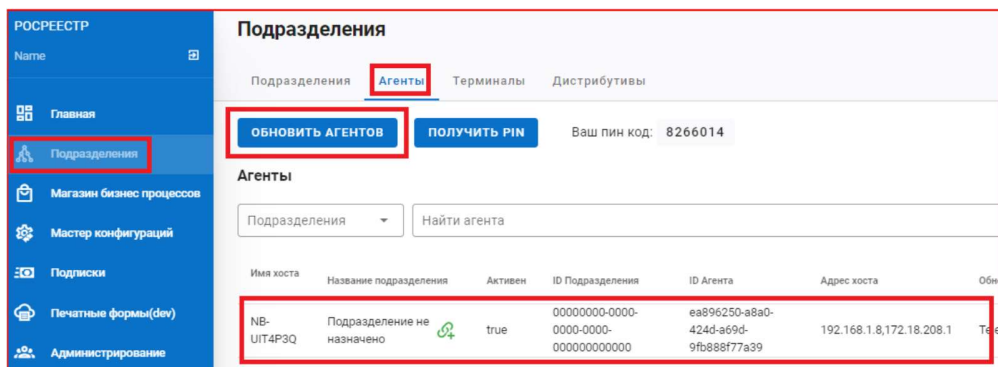 РОСРЕЕСТР
Name
Главная
Подразделения
Магазин бизнес процессов
Мастер конфигураций
Подписки
Печатные формы(dev)
Администрирование
Подразделения
Подразделения Агенты Терминалы Дистрибутивы
ОБНОВИТЬ АГЕНТОВ ПОЛУЧИТЬ PIN Ваш пин код: 8266014
Агенты
Подразделения Найти агента
Имя хоста Название подразделения Активен ID Подразделения ID Агента Адрес хоста
NB-UIT4P3Q Подразделение не назначено true 00000000-0000-0000-0000-000000000000 ea896250-a8a0-424d-a69d-9fb888f77a39 192.168.1.8,172.18.208.1